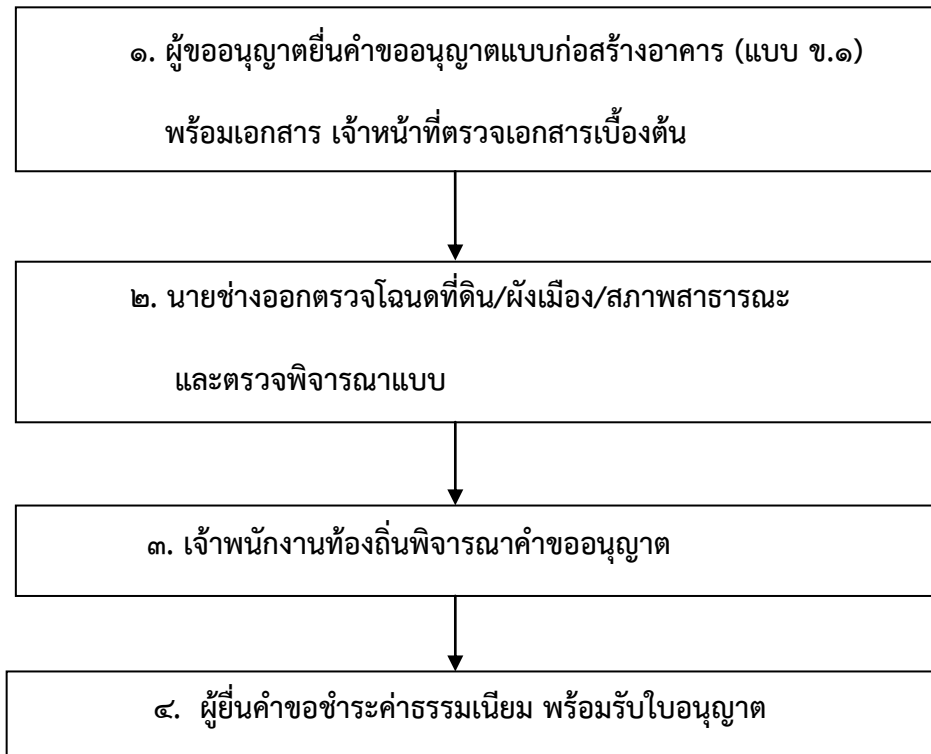 ๑. ผู้ขออนุญาตยื่นคำขออนุญาตแบบก่อสร้างอาคาร (แบบ ข.๑)
พร้อมเอกสาร เจ้าหน้าที่ตรวจเอกสารเบื้องต้น
๒. นายช่างออกตรวจโฉนดที่ดิน/ผังเมือง/สภาพสาธารณะ
และตรวจพิจารณาแบบ
๓. เจ้าพนักงานท้องถิ่นพิจารณาคำขออนุญาต
๔. ผู้ยื่นคำขอชำระค่าธรรมเนียม พร้อมรับใบอนุญาต